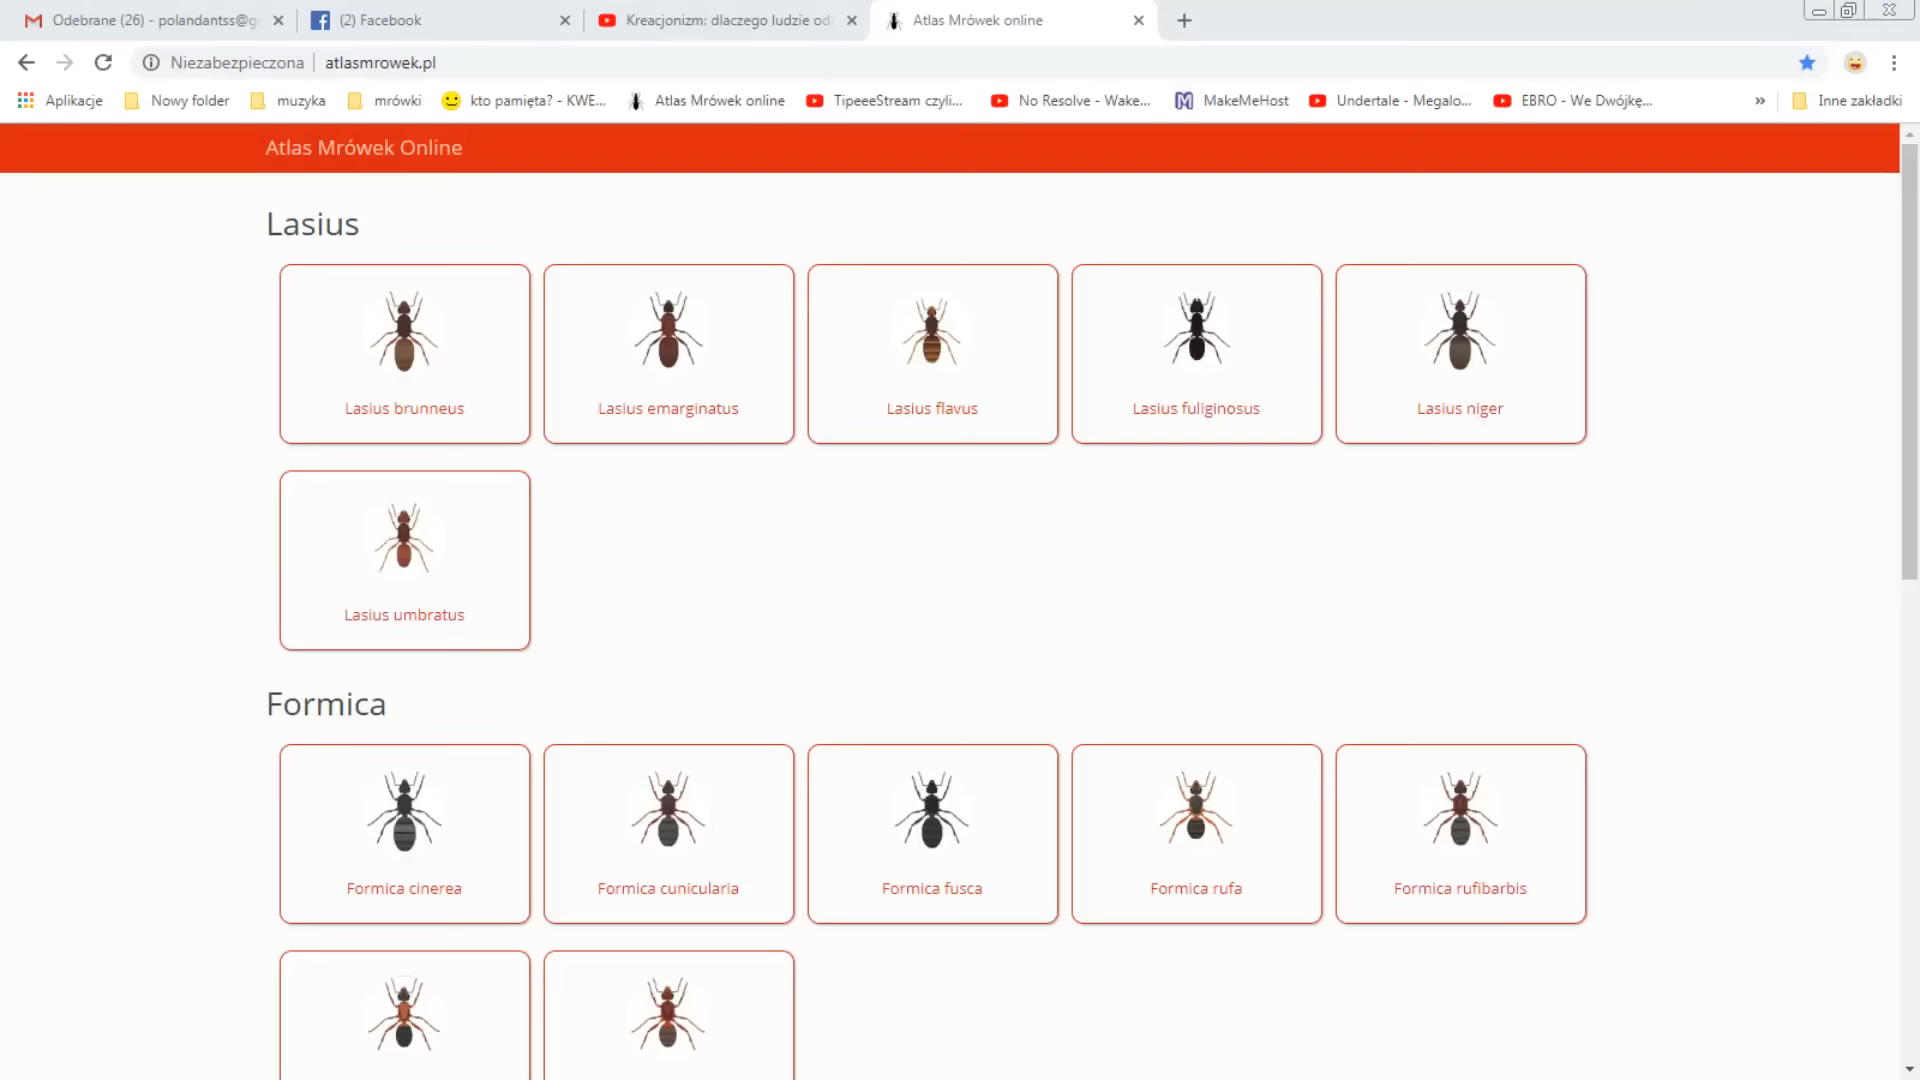 Odebrane (26) - polandantss@g
(2) Facebook
Kreacjonizm: dlaczego ludzie od
Atlas Mrówek online
Niezabezpieczona
atlasmrowek.pl
Aplikacje
Nowy folder
muzyka
mrówki
kto pamięta? - KWE...
Atlas Mrówek online
TipeeeStream czyli...
No Resolve - Wake...
MakeMeHost
Undertale - Megalo...
EBRO - We Dwójkę...
»
Inne zakładki
Atlas Mrówek Online
Lasius
Lasius brunneus
Lasius emarginatus
Lasius flavus
Lasius fuliginosus
Lasius niger
Lasius umbratus
Formica
Formica cinerea
Formica cunicularia
Formica fusca
Formica rufa
Formica rufibarbis